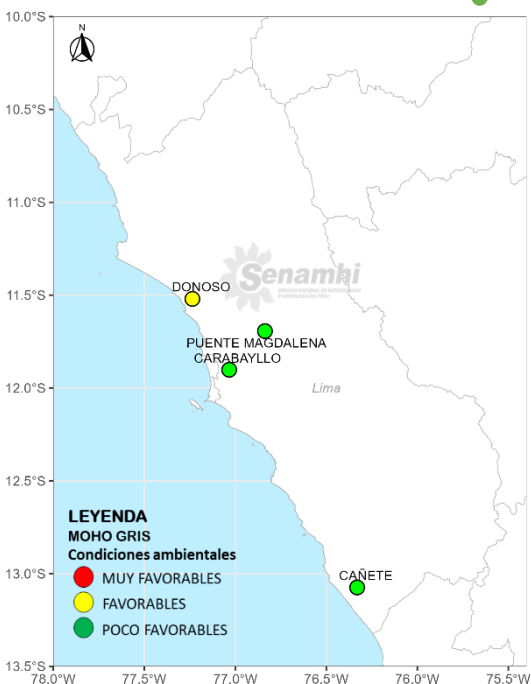 10.0°S
N
10.5°S
11.0°S
Senamhi
11.5°S
DONOSO
PUENTE MAGDALENA
CARABAYLLO
12.0°S
Lima
12.5°S
LEYENDA
MOHO GRIS
Condiciones ambientales
MUY FAVORABLES
FAVORABLES
POCO FAVORABLES
13.0°S
CAÑETE
13.5°S
78.0°W 77.5°W 77.0°W 76.5°W 76.0°W 75.5°W